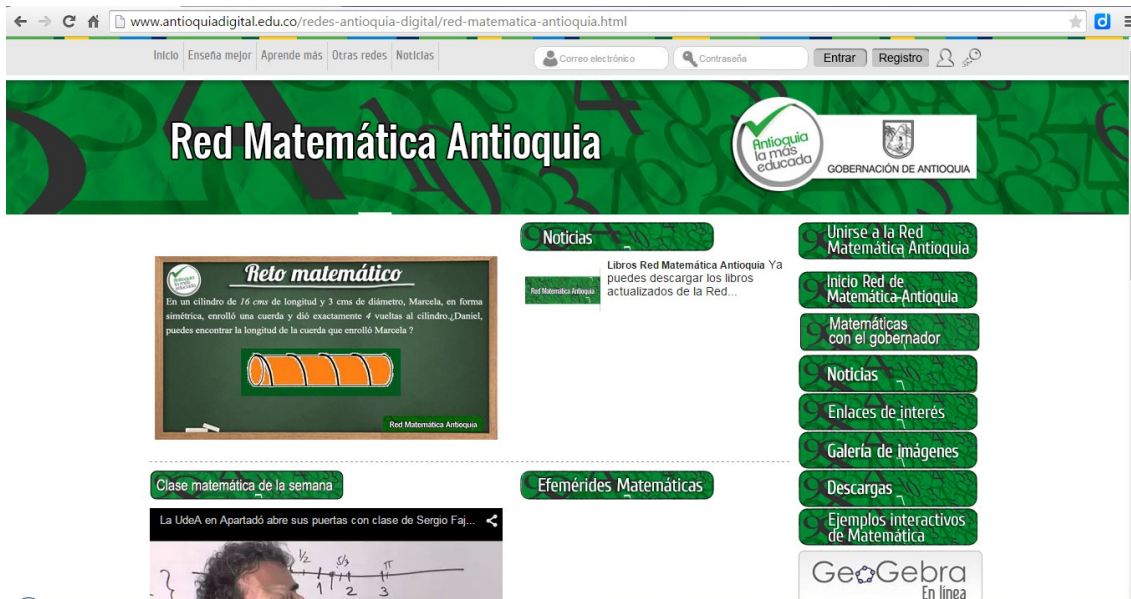 www.antioquiadigital.edu.co/redes-antioquia-digital/red-matematica-antioquia.html
Inicio Enseña mejor Aprende más Otras redes Noticias Correo electrónico Contraseña Entrar Registro
Red Matemática Antioquia
Antioquia
la más
educada
GOBERNACIÓN DE ANTIOQUIA
Reto matemático
En un cilindro de 16 cms de longitud y 3 cms de diámetro, Marcela, en forma
simétrica, enrolló una cuerda y dió exactamente 4 vueltas al cilindro.¿Daniel,
puedes encontrar la longitud de la cuerda que enrolló Marcela ?
Red Matemática Antioquia
Noticias
Red Matemática Antioquia
Libros Red Matemática Antioquia Ya
puedes descargar los libros
actualizados de la Red...
Unirse a la Red
Matemática Antioquia
Inicio Red de
Matemática-Antioquia
Matemáticas
con el gobernador
Noticias
Enlaces de interés
Galería de imágenes
Descargas
Ejemplos interactivos
de Matemática
GeoGebra
En línea
Clase matemática de la semana
La UdeA en Apartadó abre sus puertas con clase de Sergio Faj...
1/2 5/3 π
1 2 3
Efemérides Matemáticas